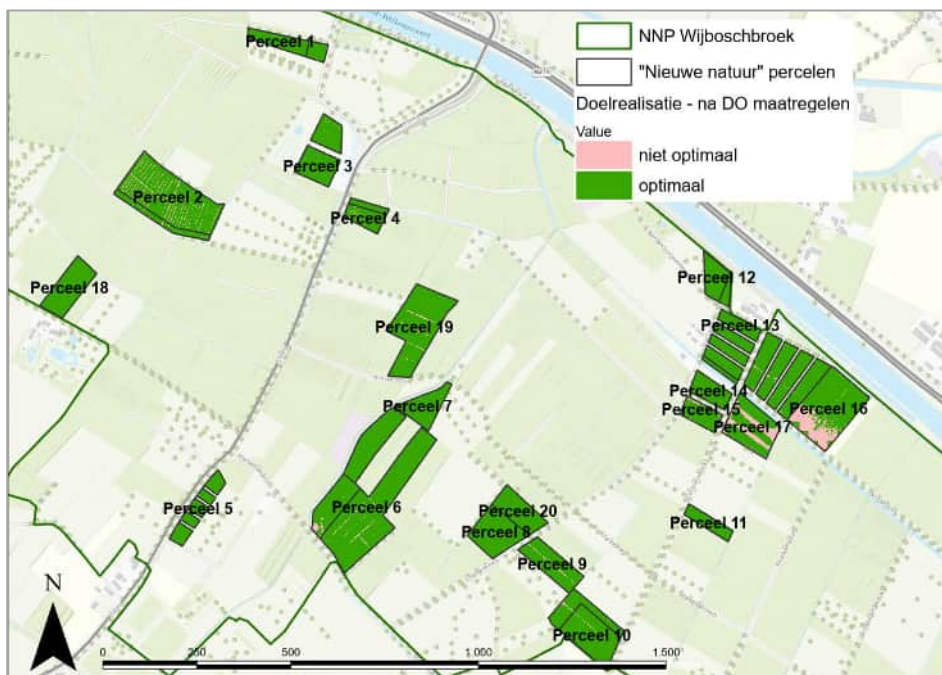 NNP Wijboschbroek
"Nieuwe natuur" percelen
Doelrealisatie - na DO maatregelen
Value
niet optimaal
optimaal
Perceel 1
Perceel 3
Perceel 2
Perceel 4
Perceel 12
Perceel 18
Perceel 19
Perceel 13
Perceel 14
Perceel 7
Perceel 15
Perceel 16
Perceel 17
Perceel 5
Perceel 6
Perceel 20
Perceel 8
Perceel 11
Perceel 9
Perceel 10
N
0 250 500 1.000 1.500